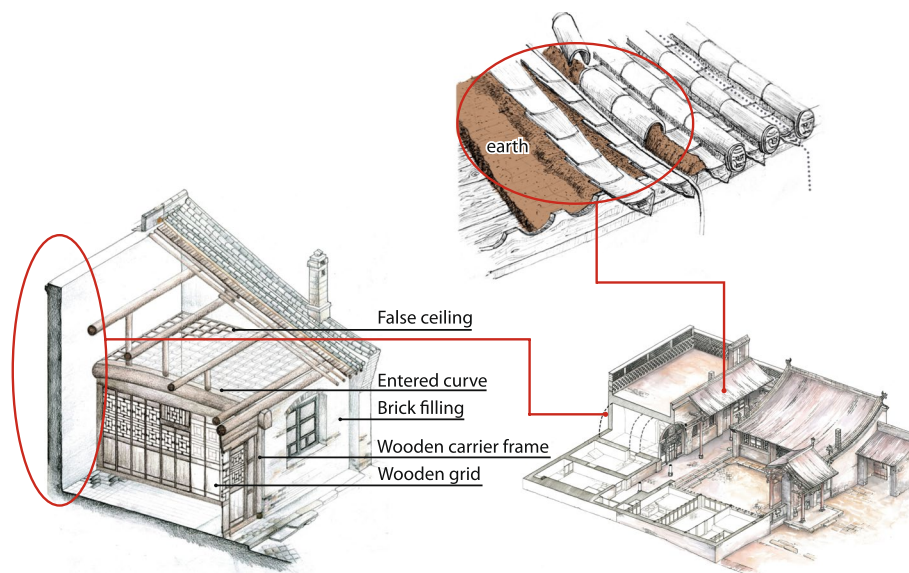 earth
False ceiling
Entered curve
Brick filling
Wooden carrier frame
Wooden grid